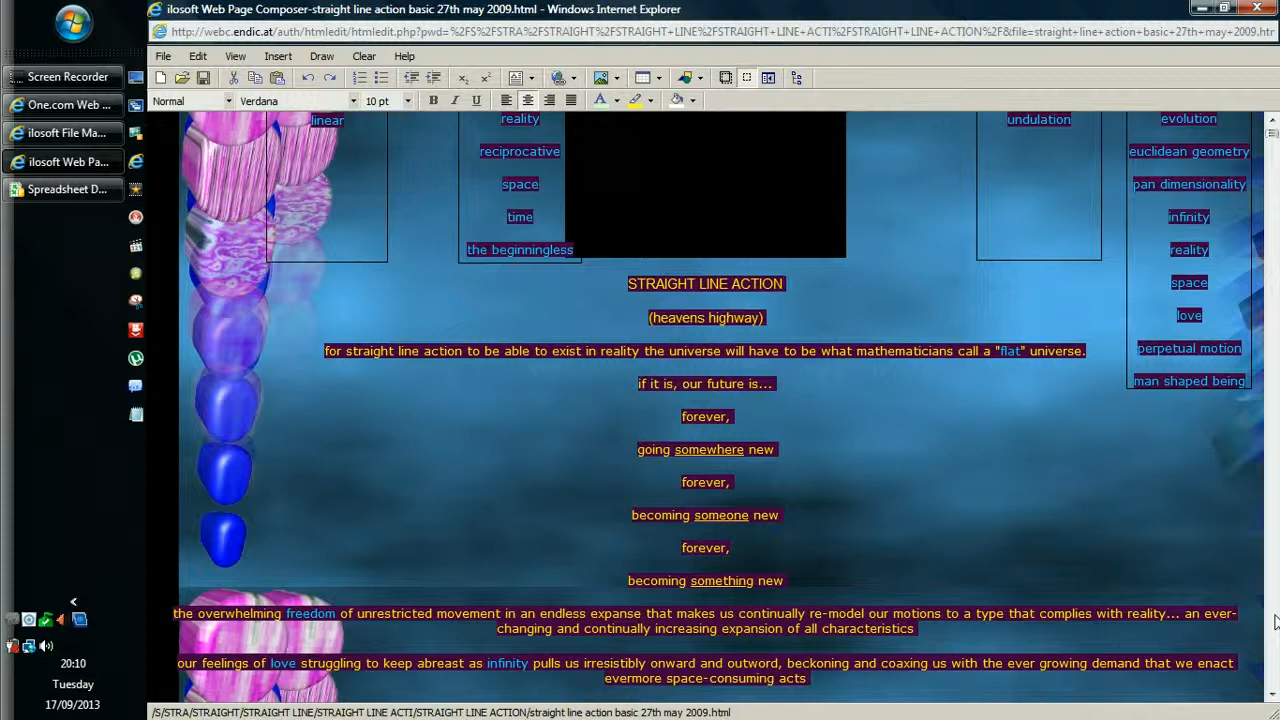 ilosoft Web Page Composer-straight line action basic 27th may 2009.html - Windows Internet Explorer
http://webc.endic.at/auth/htmledit/htmledit.php?pwd=%2FS%2FSTRA%2FSTRAIGHT%2FSTRAIGHT+LINE%2FSTRAIGHT+LINE+ACTI%2FSTRAIGHT+LINE+ACTION%2F&file=straight+line+action+basic+27th+may+2009.htr
File Edit View Insert Draw Clear Help
Normal Verdana 10 pt
Screen Recorder
One.com Web ...
ilosoft File Ma...
ilosoft Web Pa...
Spreadsheet D...
linear
reality
reciprocative
space
time
the beginningless
undulation
evolution
euclidean geometry
pan dimensionality
infinity
reality
space
love
perpetual motion
man shaped being
STRAIGHT LINE ACTION
(heavens highway)
for straight line action to be able to exist in reality the universe will have to be what mathematicians call a "flat" universe.
if it is, our future is...
forever,
going somewhere new
forever,
becoming someone new
forever,
becoming something new
the overwhelming freedom of unrestricted movement in an endless expanse that makes us continually re-model our motions to a type that complies with reality... an ever-
changing and continually increasing expansion of all characteristics
our feelings of love struggling to keep abreast as infinity pulls us irresistibly onward and outword, beckoning and coaxing us with the ever growing demand that we enact
evermore space-consuming acts
20:10
Tuesday
17/09/2013
/S/STRA/STRAIGHT/STRAIGHT LINE/STRAIGHT LINE ACTI/STRAIGHT LINE ACTION/straight line action basic 27th may 2009.html